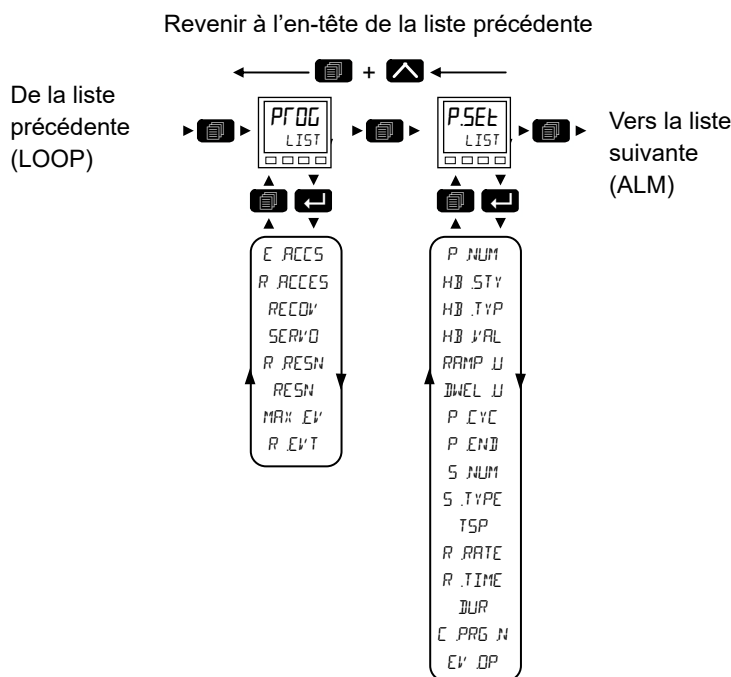 Revenir à l'en-tête de la liste précédente
+
De la liste
précédente
(LOOP)
PROG
LIST
P.SEt
LIST
Vers la liste
suivante
(ALM)
E.ACCS
R.ACCES
RECOV
SERVO
R.RESN
RESN
MAX.EV
R.EVT
P.NUM
HB.STY
HB.TYP
HB.VAL
RAMP.U
DWEL.U
P.CYC
P.END
S.NUM
S.TYPE
TSP
R.RATE
R.TIME
DUR
C.PRG.N
EV.OP